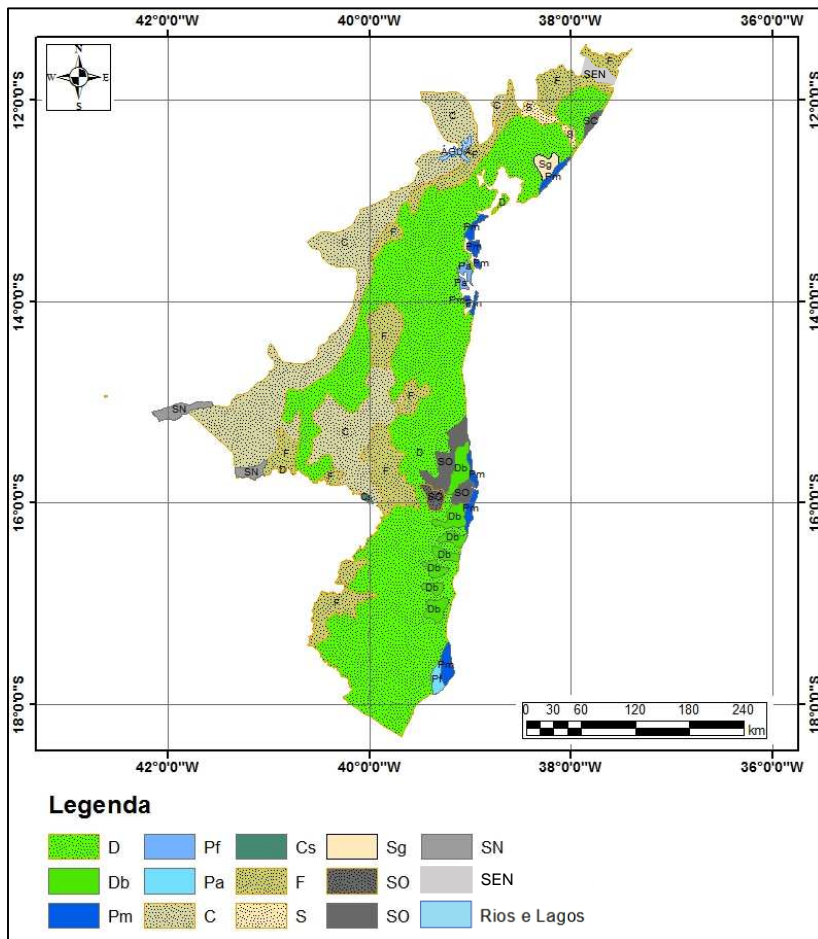 42°0'0"W 40°0'0"W 38°0'0"W 36°0'0"W
N
W E
S
12°0'0"S 12°0'0"S
14°0'0"S 14°0'0"S
16°0'0"S 16°0'0"S
18°0'0"S 18°0'0"S
F
SEN
F
C
C
S
SO
S
Sg
Pm
D
F
C
Pm
Pm
Pm
Pa
Pa
Pm
Pm
F
F
SN
C
F
D
SN
F
F
D
SO
Db
Pm
SO
SO
Pm
Cs
Db
Db
Db
Db
Db
Db
F
Pm
Pf
0 30 60 120 180 240
km
42°0'0"W 40°0'0"W 38°0'0"W 36°0'0"W
Legenda
D Pf Cs Sg SN
Db Pa F SO SEN
Pm C S SO Rios e Lagos